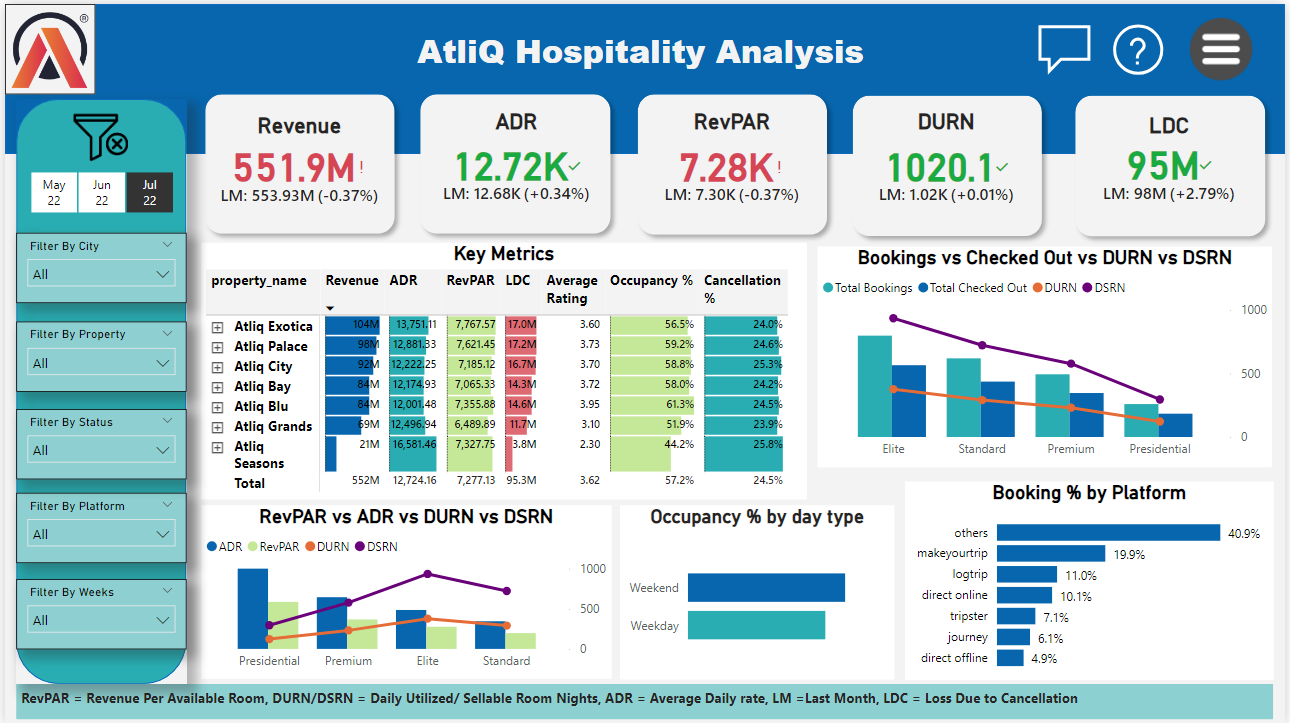 ®
AtliQ Hospitality Analysis
?
May
22
Jun
22
Jul
22
Filter By City
All
Filter By Property
All
Filter By Status
All
Filter By Platform
All
Filter By Weeks
All
Revenue
551.9M!
LM: 553.93M (-0.37%)
ADR
12.72K✓
LM: 12.68K (+0.34%)
RevPAR
7.28K!
LM: 7.30K (-0.37%)
DURN
1020.1✓
LM: 1.02K (+0.01%)
LDC
95M✓
LM: 98M (+2.79%)
Key Metrics
property_name Revenue ADR RevPAR LDC Average Rating Occupancy % Cancellation %
Atliq Exotica 104M 13,751.11 7,767.57 17.0M 3.60 56.5% 24.0%
Atliq Palace 98M 12,881.33 7,621.45 17.2M 3.73 59.2% 24.6%
Atliq City 92M 12,222.25 7,185.12 16.7M 3.70 58.8% 25.3%
Atliq Bay 84M 12,174.93 7,065.33 14.3M 3.72 58.0% 24.2%
Atliq Blu 84M 12,001.48 7,355.88 14.6M 3.95 61.3% 24.5%
Atliq Grands 69M 12,496.94 6,489.89 11.7M 3.10 51.9% 23.9%
Atliq Seasons 21M 16,581.46 7,327.75 3.8M 2.30 44.2% 25.8%
Total 552M 12,724.16 7,277.13 95.3M 3.62 57.2% 24.5%
Bookings vs Checked Out vs DURN vs DSRN
Total Bookings Total Checked Out DURN DSRN
1000
500
0
Elite Standard Premium Presidential
RevPAR vs ADR vs DURN vs DSRN
ADR RevPAR DURN DSRN
1000
500
0
Presidential Premium Elite Standard
Occupancy % by day type
Weekend
Weekday
Booking % by Platform
others 40.9%
makeyourtrip 19.9%
logtrip 11.0%
direct online 10.1%
tripster 7.1%
journey 6.1%
direct offline 4.9%
RevPAR = Revenue Per Available Room, DURN/DSRN = Daily Utilized/ Sellable Room Nights, ADR = Average Daily rate, LM =Last Month, LDC = Loss Due to Cancellation